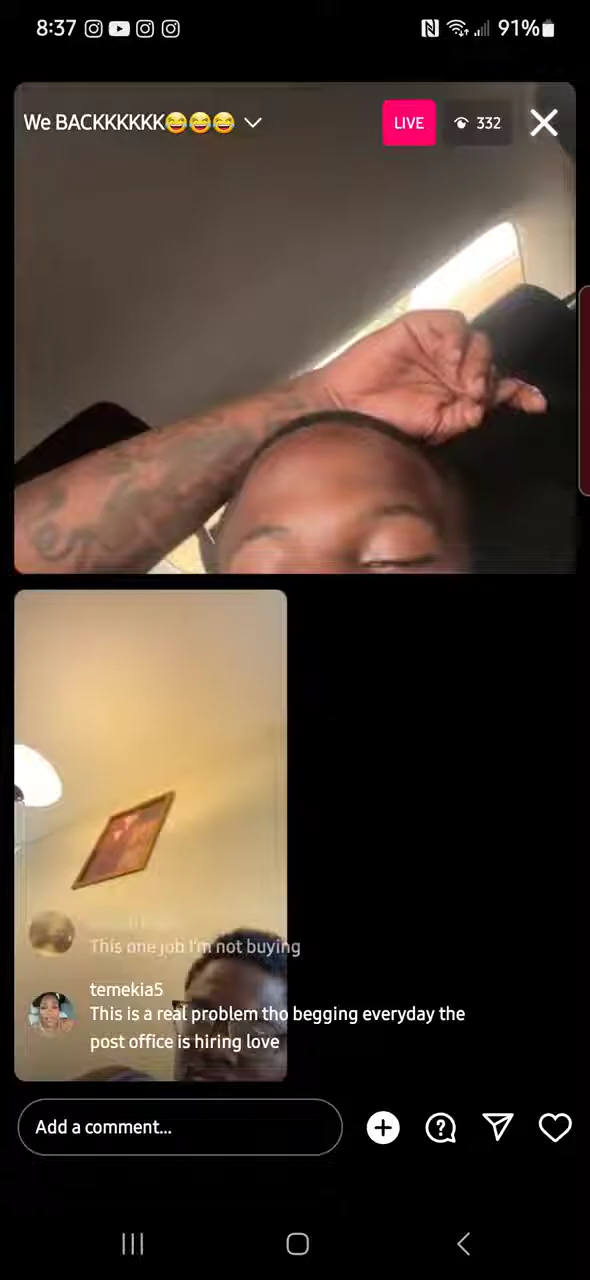 8:37
91%
We BACKKKKKK😂😂😂
LIVE
332
This one job I'm not buying
temekia5
This is a real problem tho begging everyday the
post office is hiring love
Add a comment...